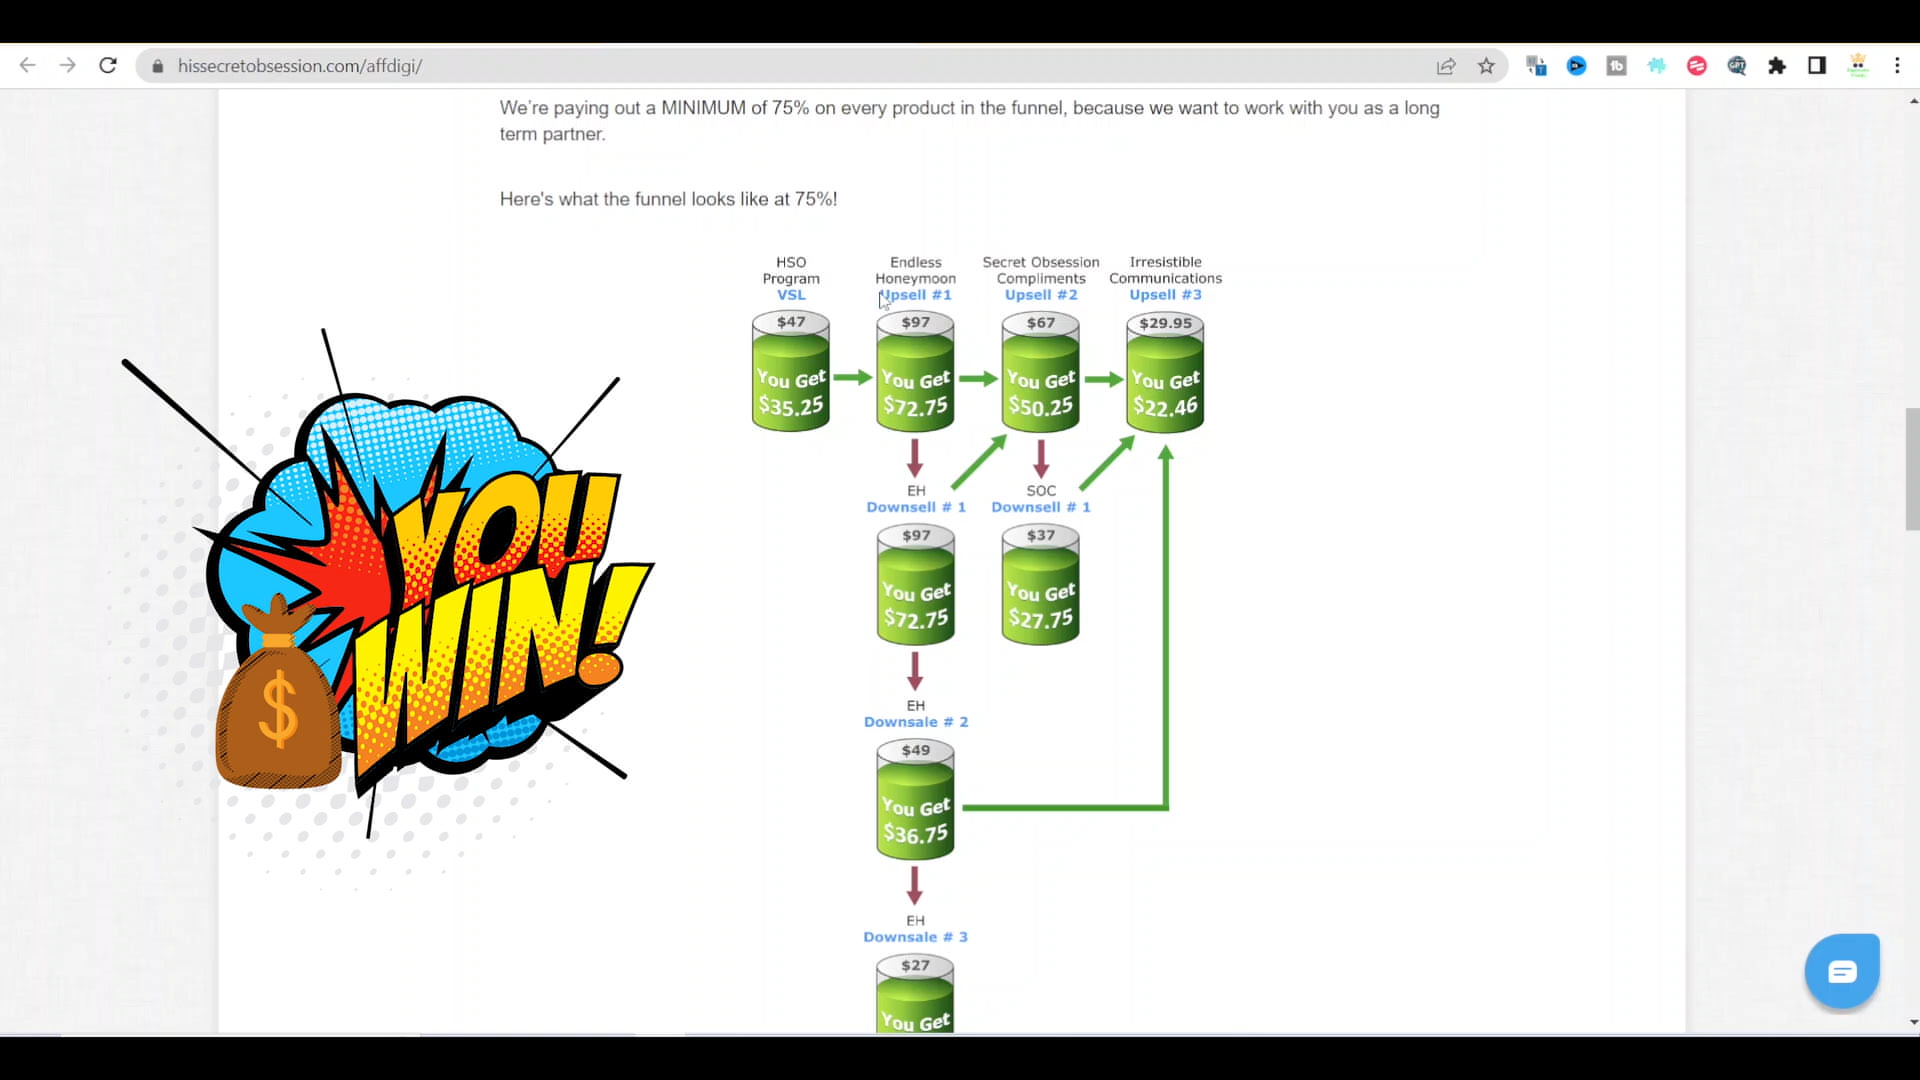 hissecretobsession.com/affdigi/
We’re paying out a MINIMUM of 75% on every product in the funnel, because we want to work with you as a long
term partner.
Here's what the funnel looks like at 75%!
HSO
Program
VSL
$47
You Get
$35.25
Endless
Honeymoon
Upsell #1
$97
You Get
$72.75
Secret Obsession
Compliments
Upsell #2
$67
You Get
$50.25
Irresistible
Communications
Upsell #3
$29.95
You Get
$22.46
EH
Downsell # 1
$97
You Get
$72.75
SOC
Downsell # 1
$37
You Get
$27.75
EH
Downsale # 2
$49
You Get
$36.75
EH
Downsale # 3
$27
You Get
YOU
WIN!
$